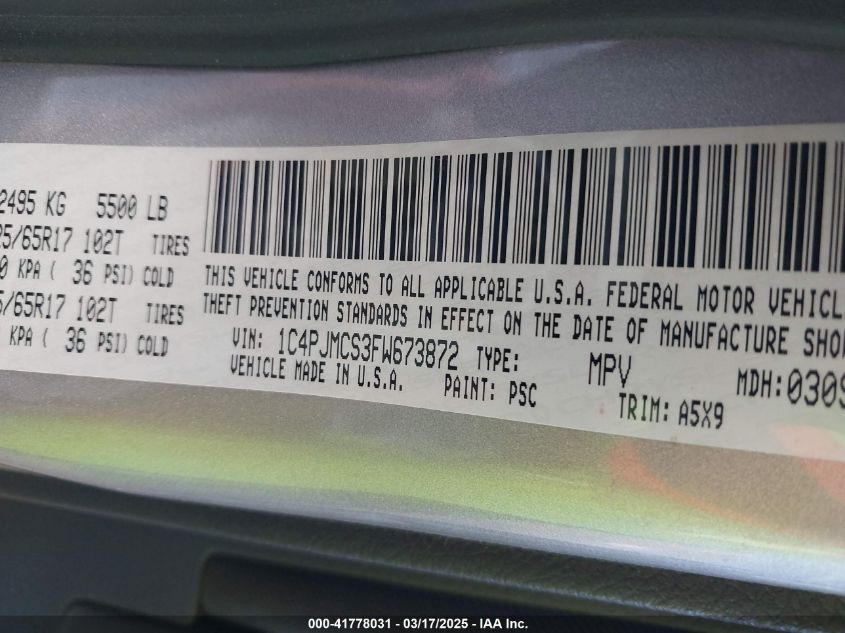 2495 KG 5500 LB
25/65R17 102T TIRES
0 KPA ( 36 PSI) COLD
5/65R17 102T TIRES
KPA ( 36 PSI) COLD
THIS VEHICLE CONFORMS TO ALL APPLICABLE U.S.A. FEDERAL MOTOR VEHICL
THEFT PREVENTION STANDARDS IN EFFECT ON THE DATE OF MANUFACTURE SHO
VIN: 1C4PJMCS3FW673872 TYPE: MPV MDH: 0309
VEHICLE MADE IN U.S.A. PAINT: PSC TRIM: A5X9
000-41778031 - 03/17/2025 - IAA Inc.